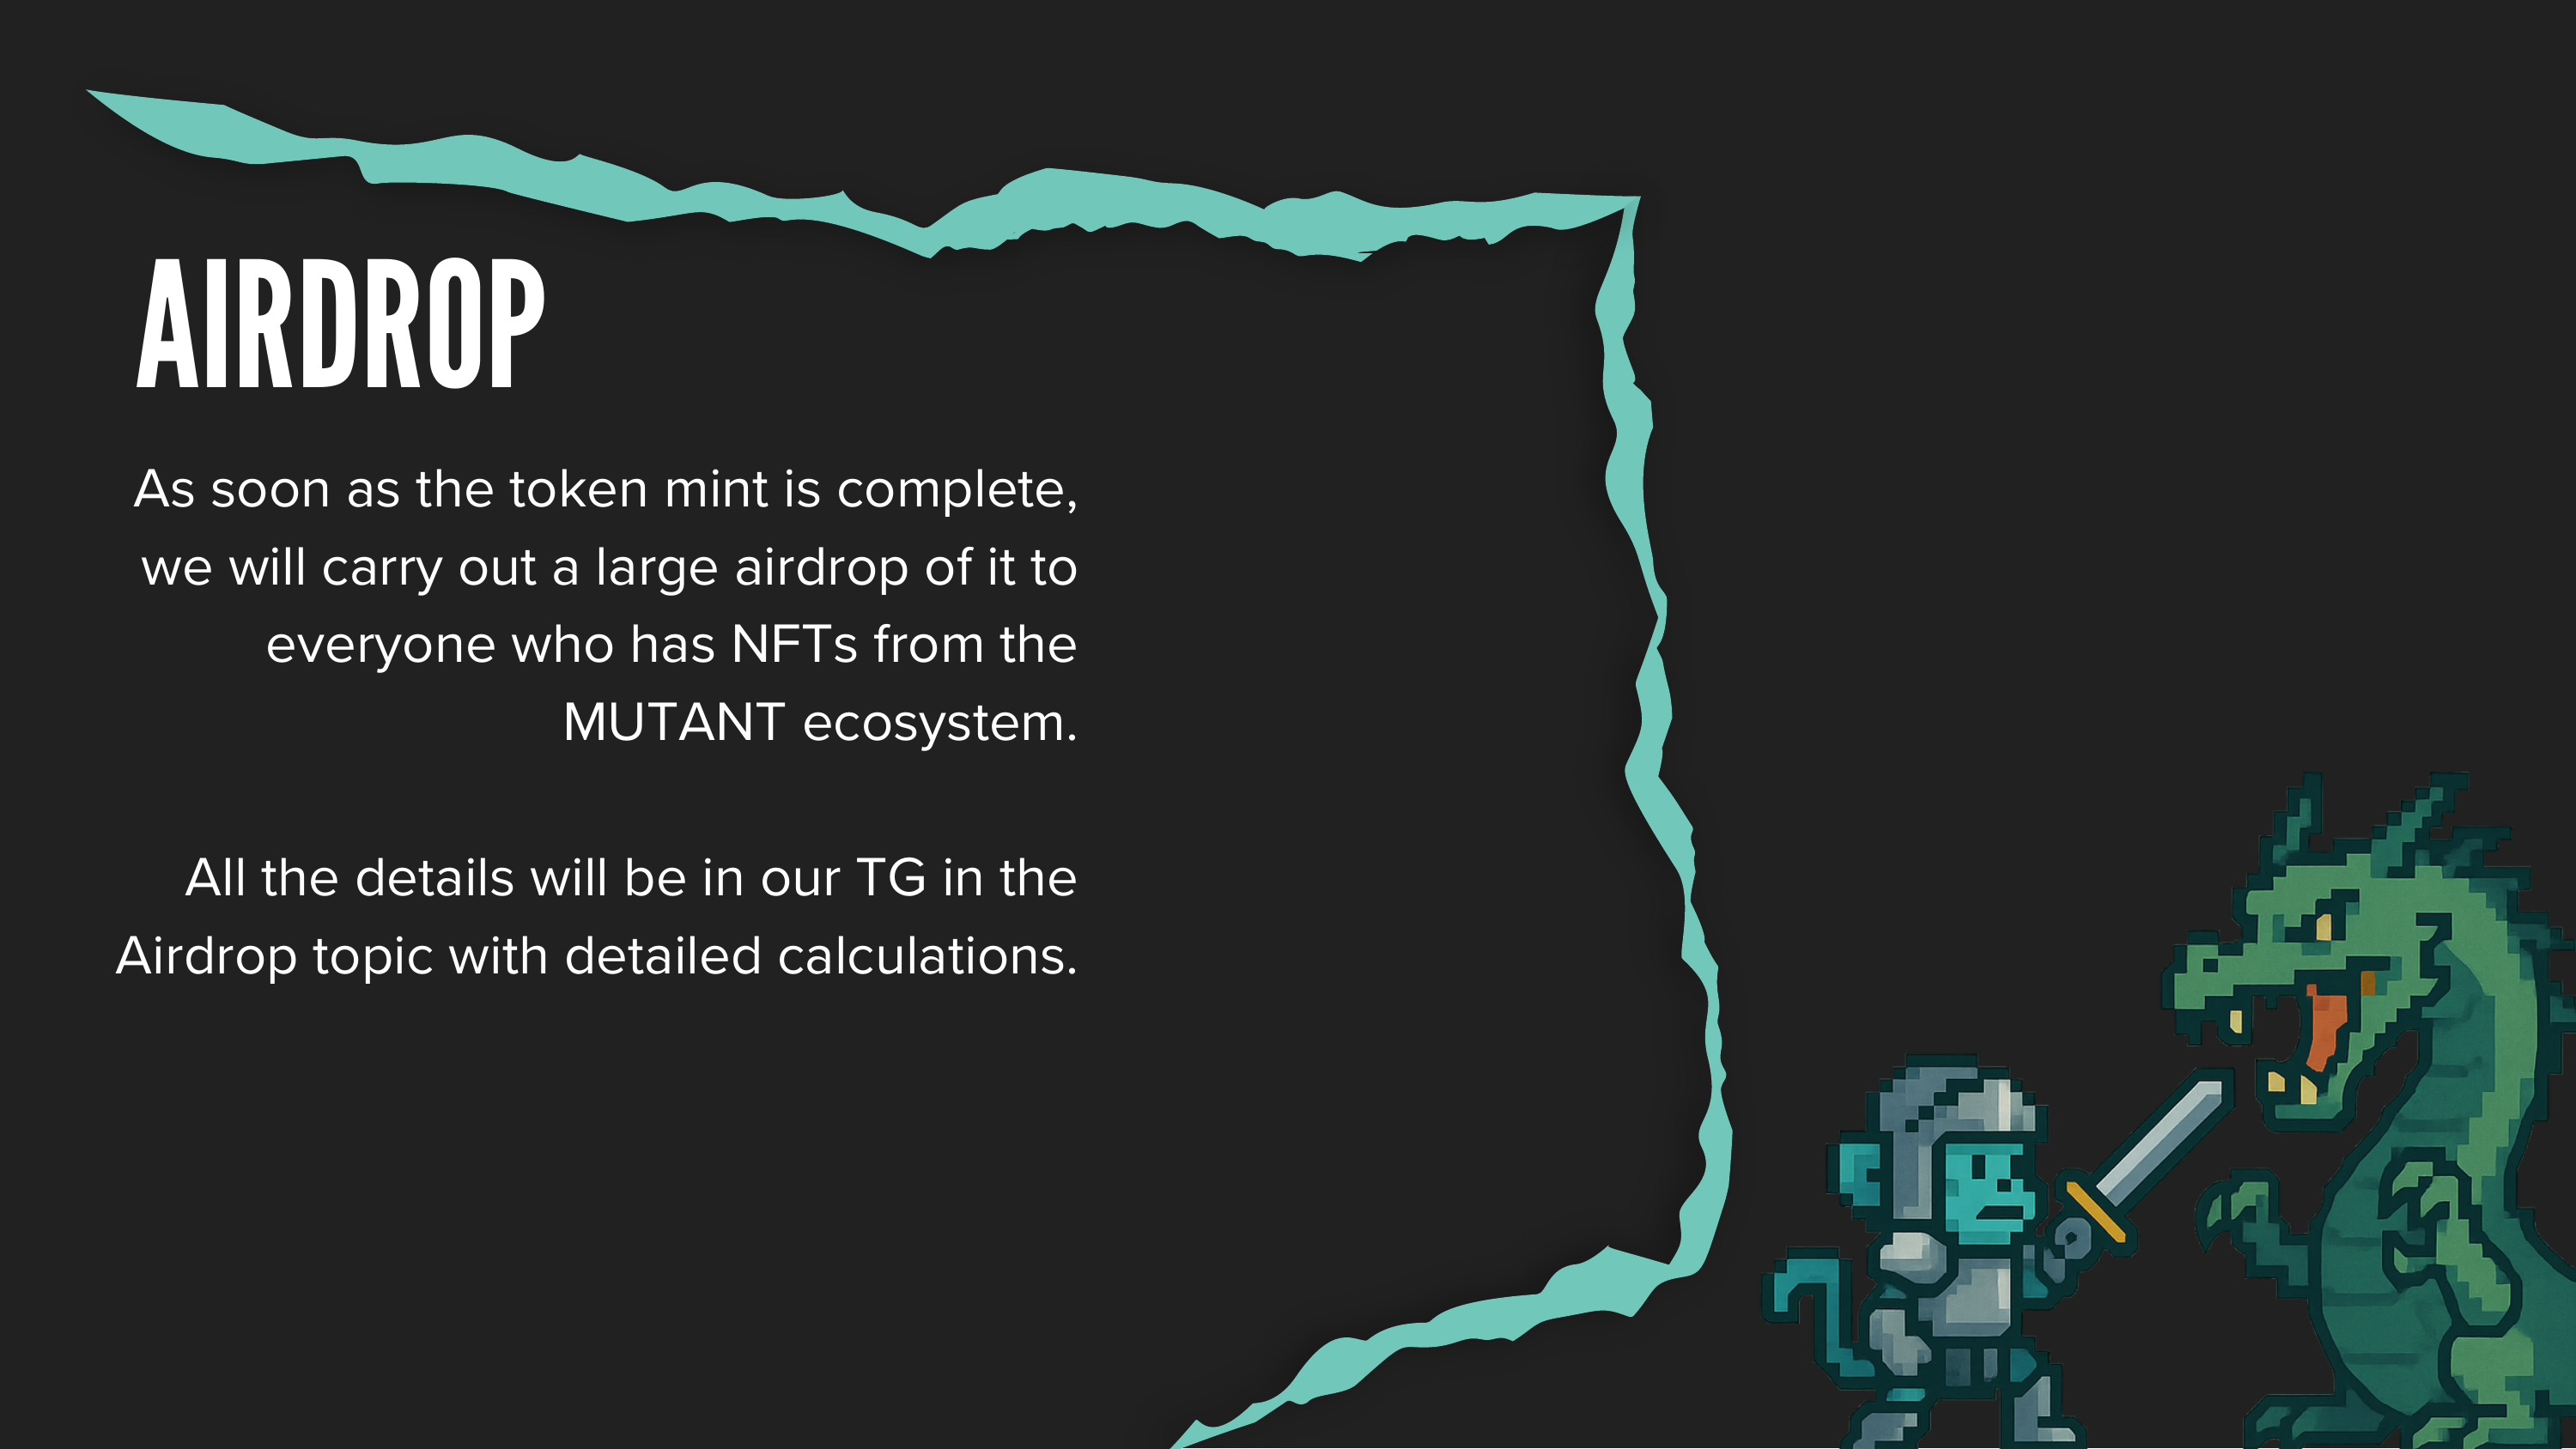 AIRDROP
As soon as the token mint is complete,
we will carry out a large airdrop of it to
everyone who has NFTs from the
MUTANT ecosystem.
All the details will be in our TG in the
Airdrop topic with detailed calculations.